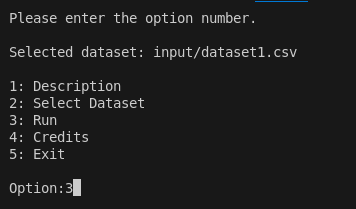 Please enter the option number.
Selected dataset: input/dataset1.csv
1: Description
2: Select Dataset
3: Run
4: Credits
5: Exit
Option:3